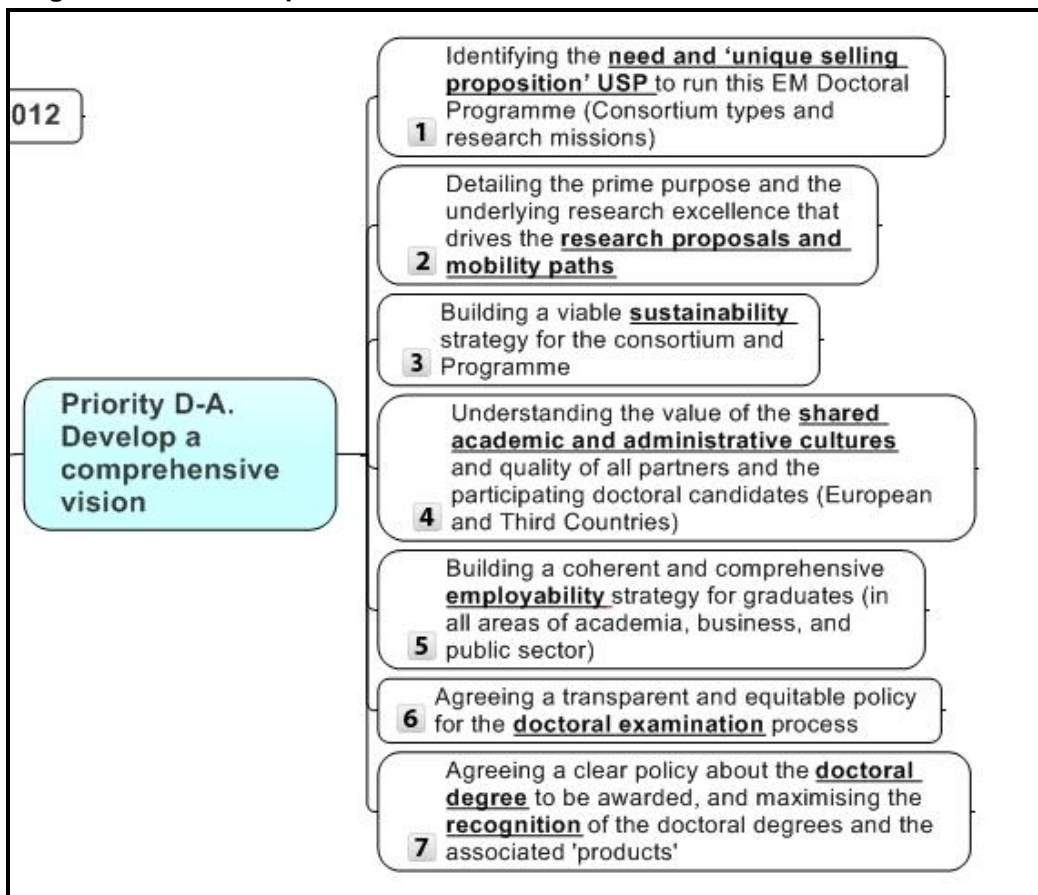 012
Priority D-A.
Develop a
comprehensive
vision
Identifying the need and ‘unique selling
proposition’ USP to run this EM Doctoral
Programme (Consortium types and
1 research missions)
Detailing the prime purpose and the
underlying research excellence that
drives the research proposals and
2 mobility paths
Building a viable sustainability
strategy for the consortium and
3 Programme
Understanding the value of the shared
academic and administrative cultures
and quality of all partners and the
participating doctoral candidates (European
4 and Third Countries)
Building a coherent and comprehensive
employability strategy for graduates (in
all areas of academia, business, and
5 public sector)
Agreeing a transparent and equitable policy
6 for the doctoral examination process
Agreeing a clear policy about the doctoral
degree to be awarded, and maximising the
recognition of the doctoral degrees and the
7 associated 'products'